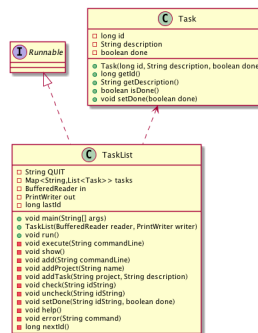 C Task
long id
String description
boolean done
Task(long id, String description, boolean done)
long getId()
String getDescription()
boolean isDone()
void setDone(boolean done)
I Runnable
C TaskList
String QUIT
Map<String,List<Task>> tasks
BufferedReader in
PrintWriter out
long lastId
void main(String[] args)
TaskList(BufferedReader reader, PrintWriter writer)
void run()
void execute(String commandLine)
void show()
void add(String commandLine)
void addProject(String name)
void addTask(String project, String description)
void check(String idString)
void uncheck(String idString)
void setDone(String idString, boolean done)
void help()
void error(String command)
long nextId()